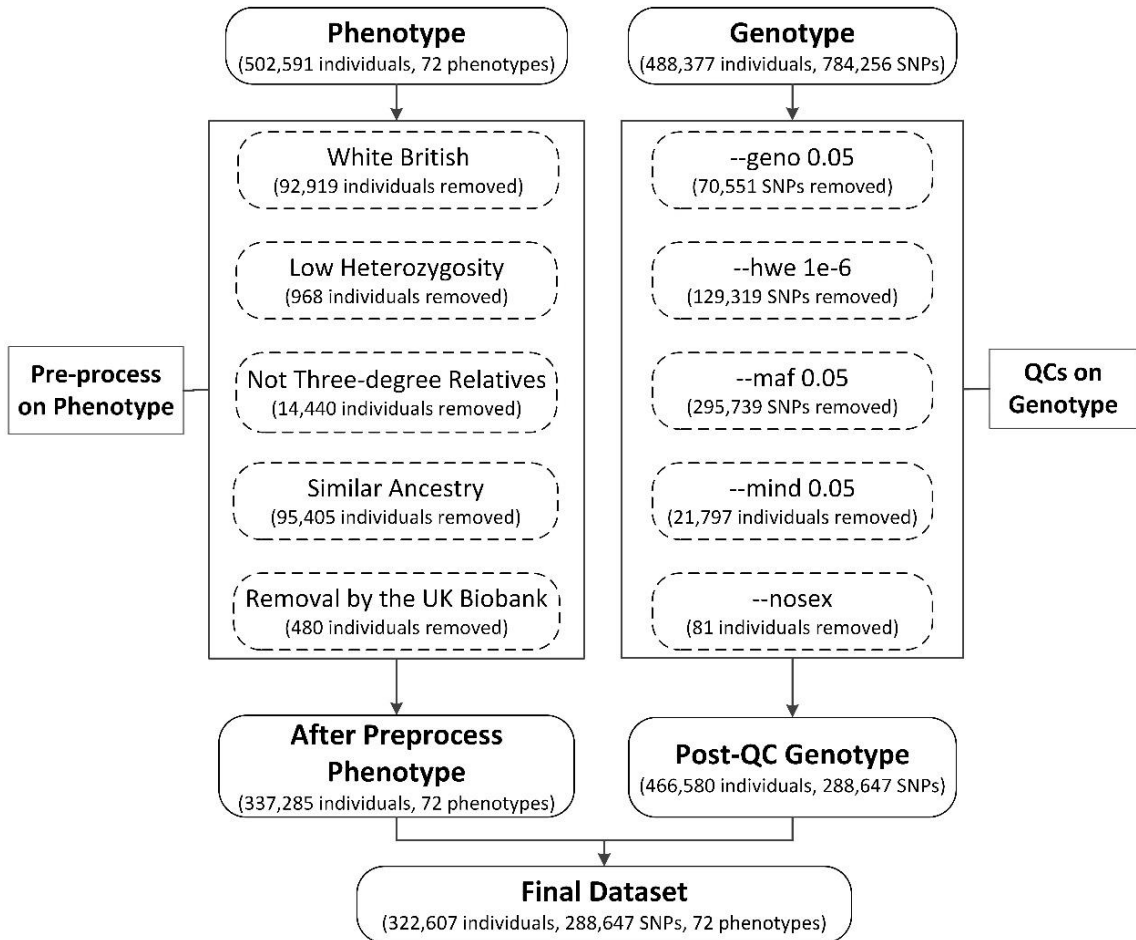 Phenotype
(502,591 individuals, 72 phenotypes)
Genotype
(488,377 individuals, 784,256 SNPs)
Pre-process
on Phenotype
White British
(92,919 individuals removed)
Low Heterozygosity
(968 individuals removed)
Not Three-degree Relatives
(14,440 individuals removed)
Similar Ancestry
(95,405 individuals removed)
Removal by the UK Biobank
(480 individuals removed)
--geno 0.05
(70,551 SNPs removed)
--hwe 1e-6
(129,319 SNPs removed)
--maf 0.05
(295,739 SNPs removed)
--mind 0.05
(21,797 individuals removed)
--nosex
(81 individuals removed)
QCs on
Genotype
After Preprocess
Phenotype
(337,285 individuals, 72 phenotypes)
Post-QC Genotype
(466,580 individuals, 288,647 SNPs)
Final Dataset
(322,607 individuals, 288,647 SNPs, 72 phenotypes)